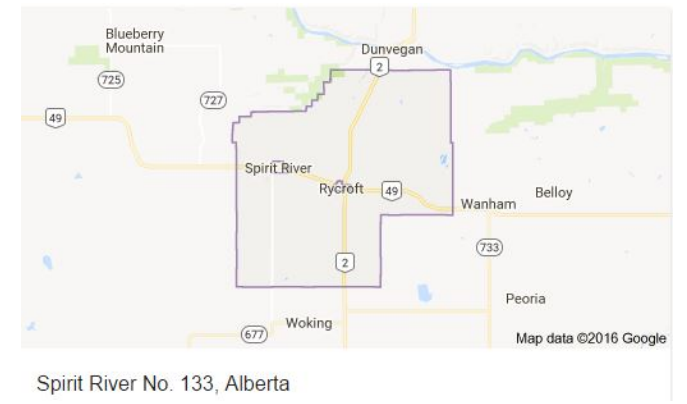 Blueberry
Mountain
Dunvegan
2
725
727
49
Spirit River
Rycroft
49
Wanham
Belloy
733
2
Peoria
Woking
677
Map data ©2016 Google
Spirit River No. 133, Alberta